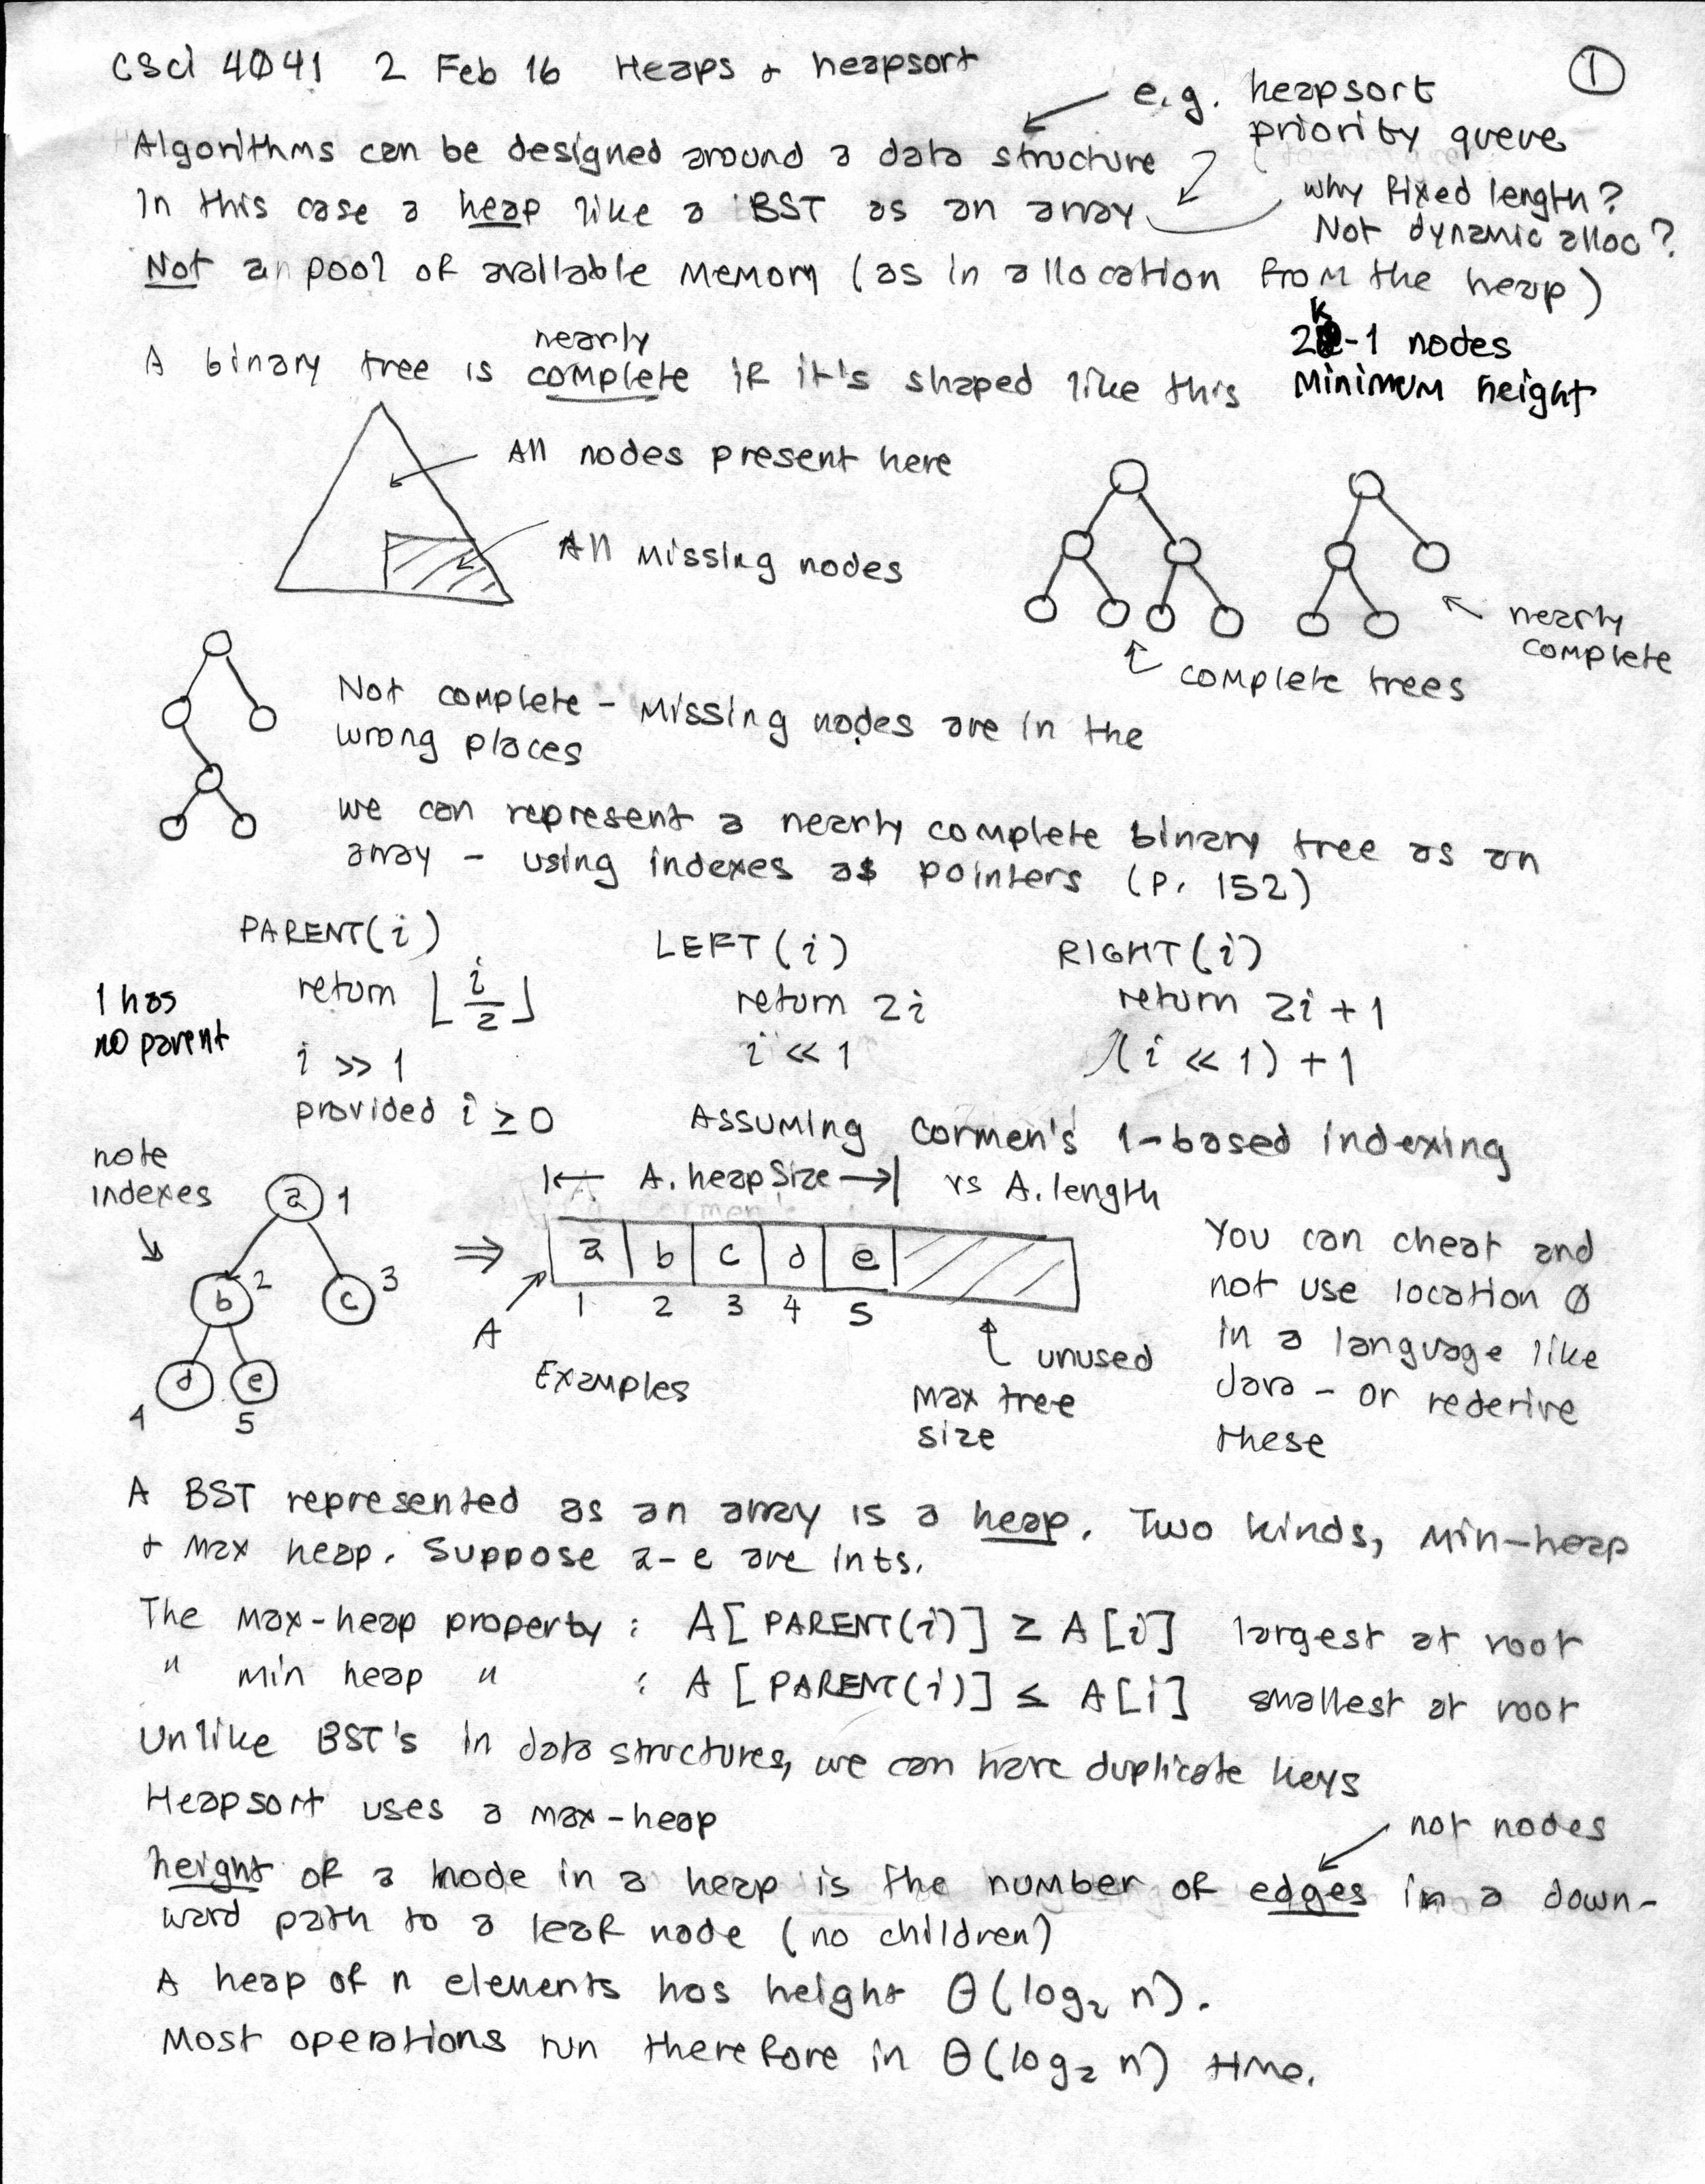 CSci 4041 2 Feb 16 Heaps & heapsort
①
e.g. heapsort
priority queue
Algorithms can be designed around a data structure
In this case a heap like a BST as an array
why fixed length?
Not dynamic alloc?
Not a pool of available memory (as in allocation from the heap)
2^k-1 nodes
minimum height
nearly
A binary tree is complete if it's shaped like this
All nodes present here
All missing nodes
nearly
complete
complete trees
Not complete - missing nodes are in the
wrong places
we can represent a nearly complete binary tree as an
array - using indexes as pointers (p. 152)
PARENT(i)
return ⌊i/2⌋
i >> 1
provided i ≥ 0
1 has
no parent
LEFT(i)
return 2i
i << 1
RIGHT(i)
return 2i + 1
(i << 1) + 1
Assuming Cormen's 1-based indexing
note
indexes
|← A.heapSize →| vs A.length
a 1
b 2
c 3
d
e
4
5
⇒
a b c d e
1 2 3 4 5
A
Examples
unused
max tree
size
You can cheat and
not use location Ø
in a language like
Java - or rederive
these
A BST represented as an array is a heap. Two kinds, min-heap
& max heap. Suppose a-e are ints.
The max-heap property : A[PARENT(i)] ≥ A[i] largest at root
" min heap " : A[PARENT(i)] ≤ A[i] smallest at root
Unlike BST's in data structures, we can have duplicate keys
Heapsort uses a max-heap
not nodes
height of a node in a heap is the number of edges in a down-
ward path to a leaf node (no children)
A heap of n elements has height Θ(log₂ n).
Most operations run therefore in Θ(log₂ n) time.